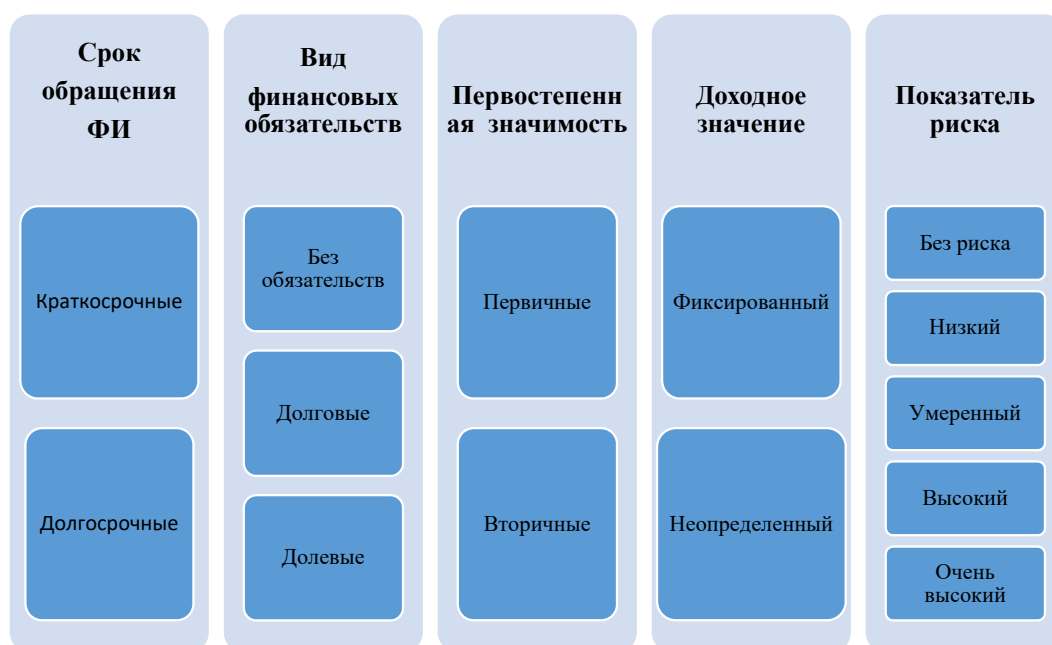 Срок
обращения
ФИ
Краткосрочные
Долгосрочные
Вид
финансовых
обязательств
Без
обязательств
Долговые
Долевые
Первостепенн
ая значимость
Первичные
Вторичные
Доходное
значение
Фиксированный
Неопределенный
Показатель
риска
Без риска
Низкий
Умеренный
Высокий
Очень
высокий